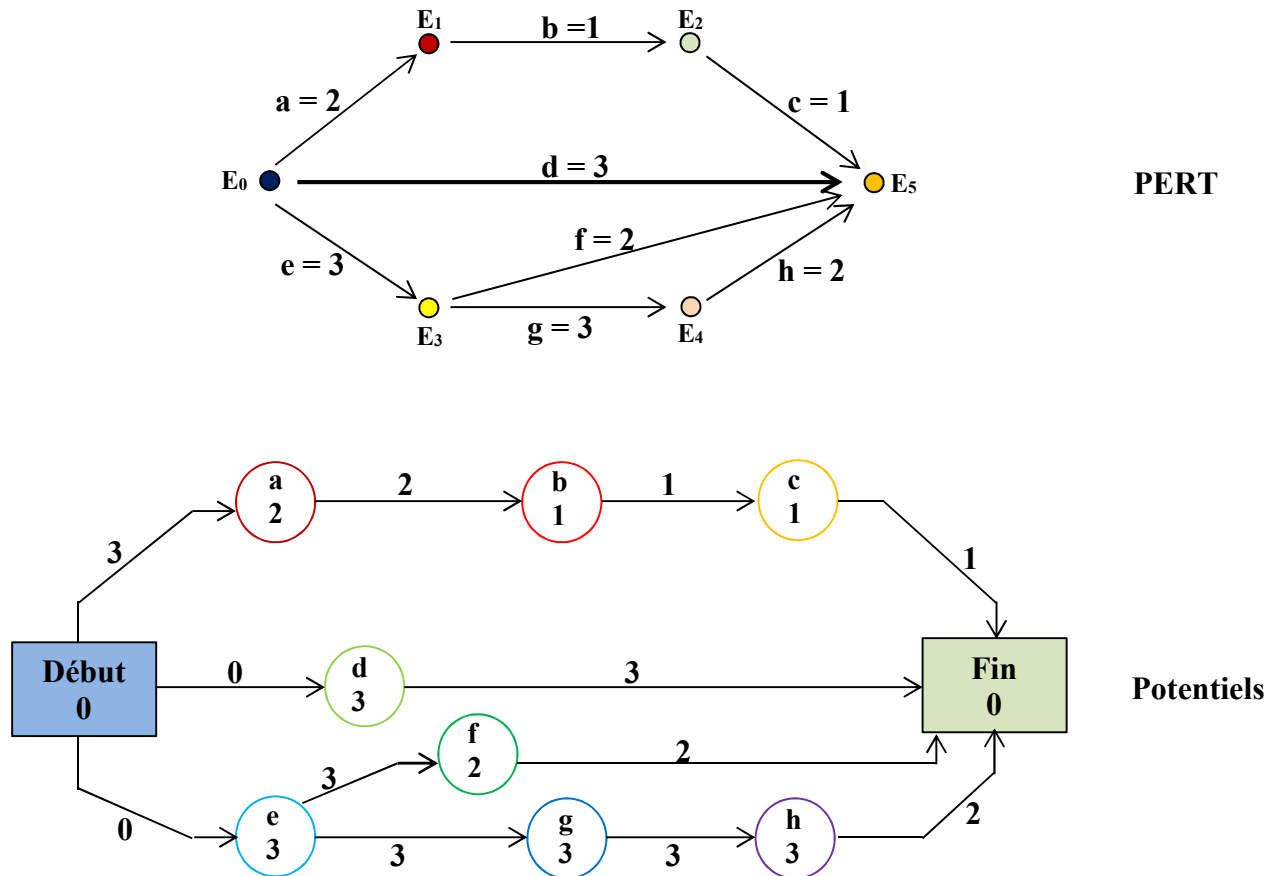 E₁
b =1
E₂
a = 2
c = 1
E₀
d = 3
E₅
PERT
f = 2
e = 3
h = 2
E₃
g = 3
E₄
a
2
2
b
1
1
c
1
3
1
Début
0
0
d
3
3
Fin
0
Potentiels
f
2
3
2
0
e
3
3
g
3
3
h
3
2